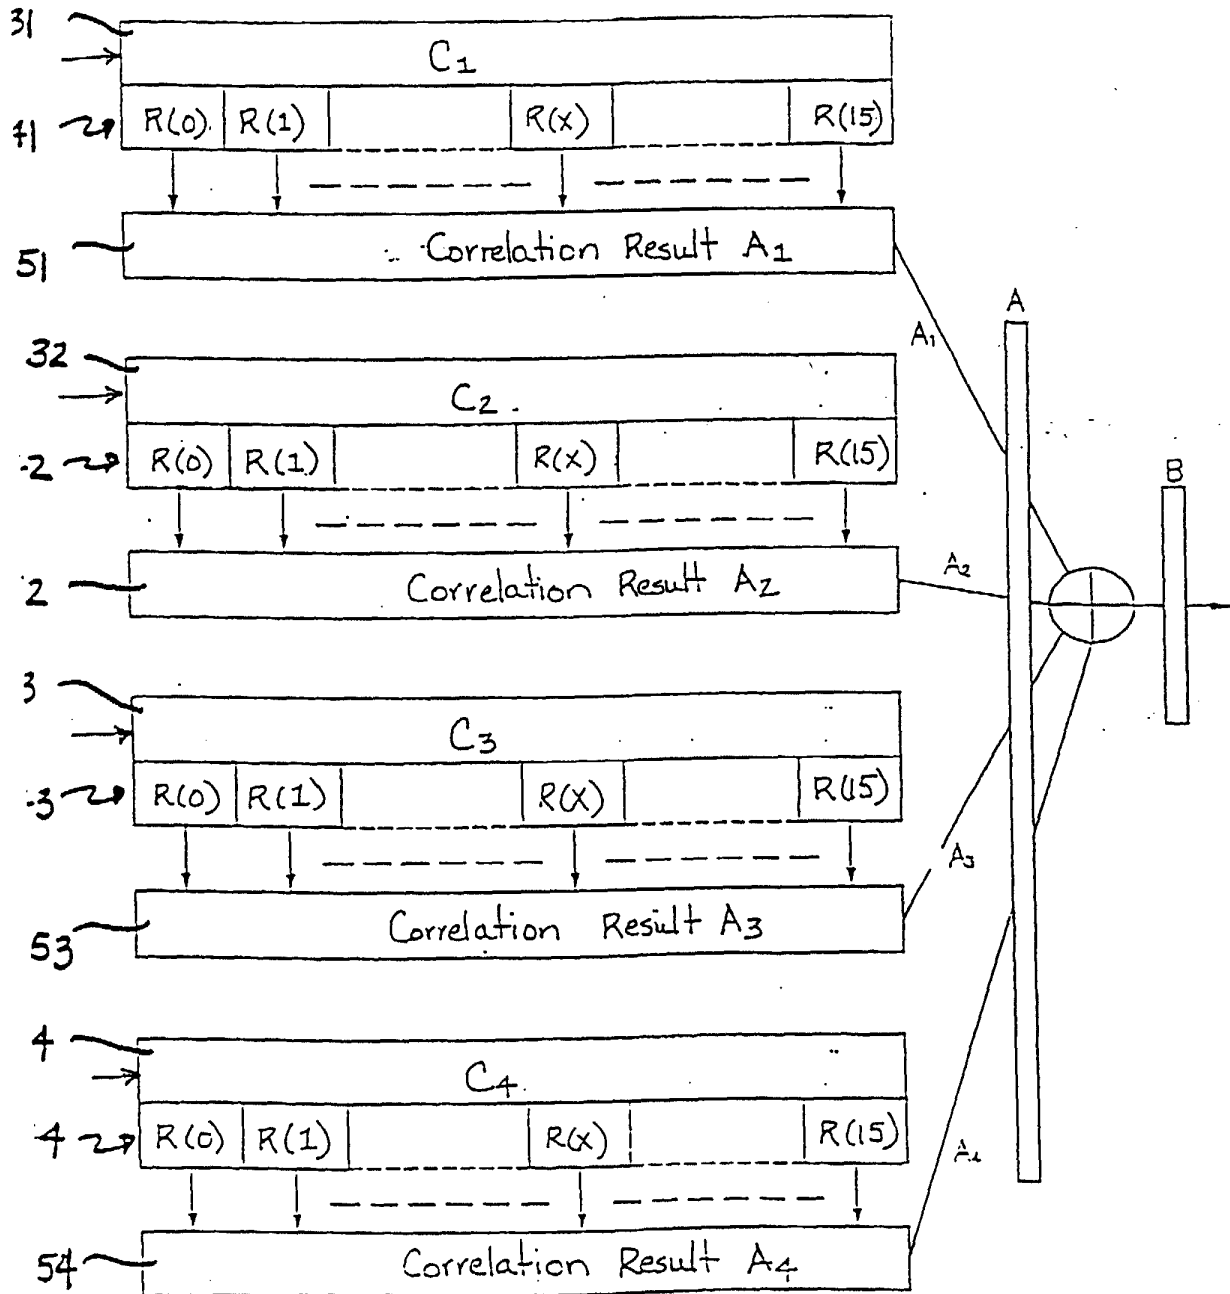 31
C1
41 R(0) R(1) R(x) R(15)
51 Correlation Result A1
A
A1
32
C2
2 R(0) R(1) R(x) R(15)
B
2 Correlation Result A2
A2
3
C3
3 R(0) R(1) R(x) R(15)
A3
53 Correlation Result A3
4
C4
4 R(0) R(1) R(x) R(15)
54 Correlation Result A4